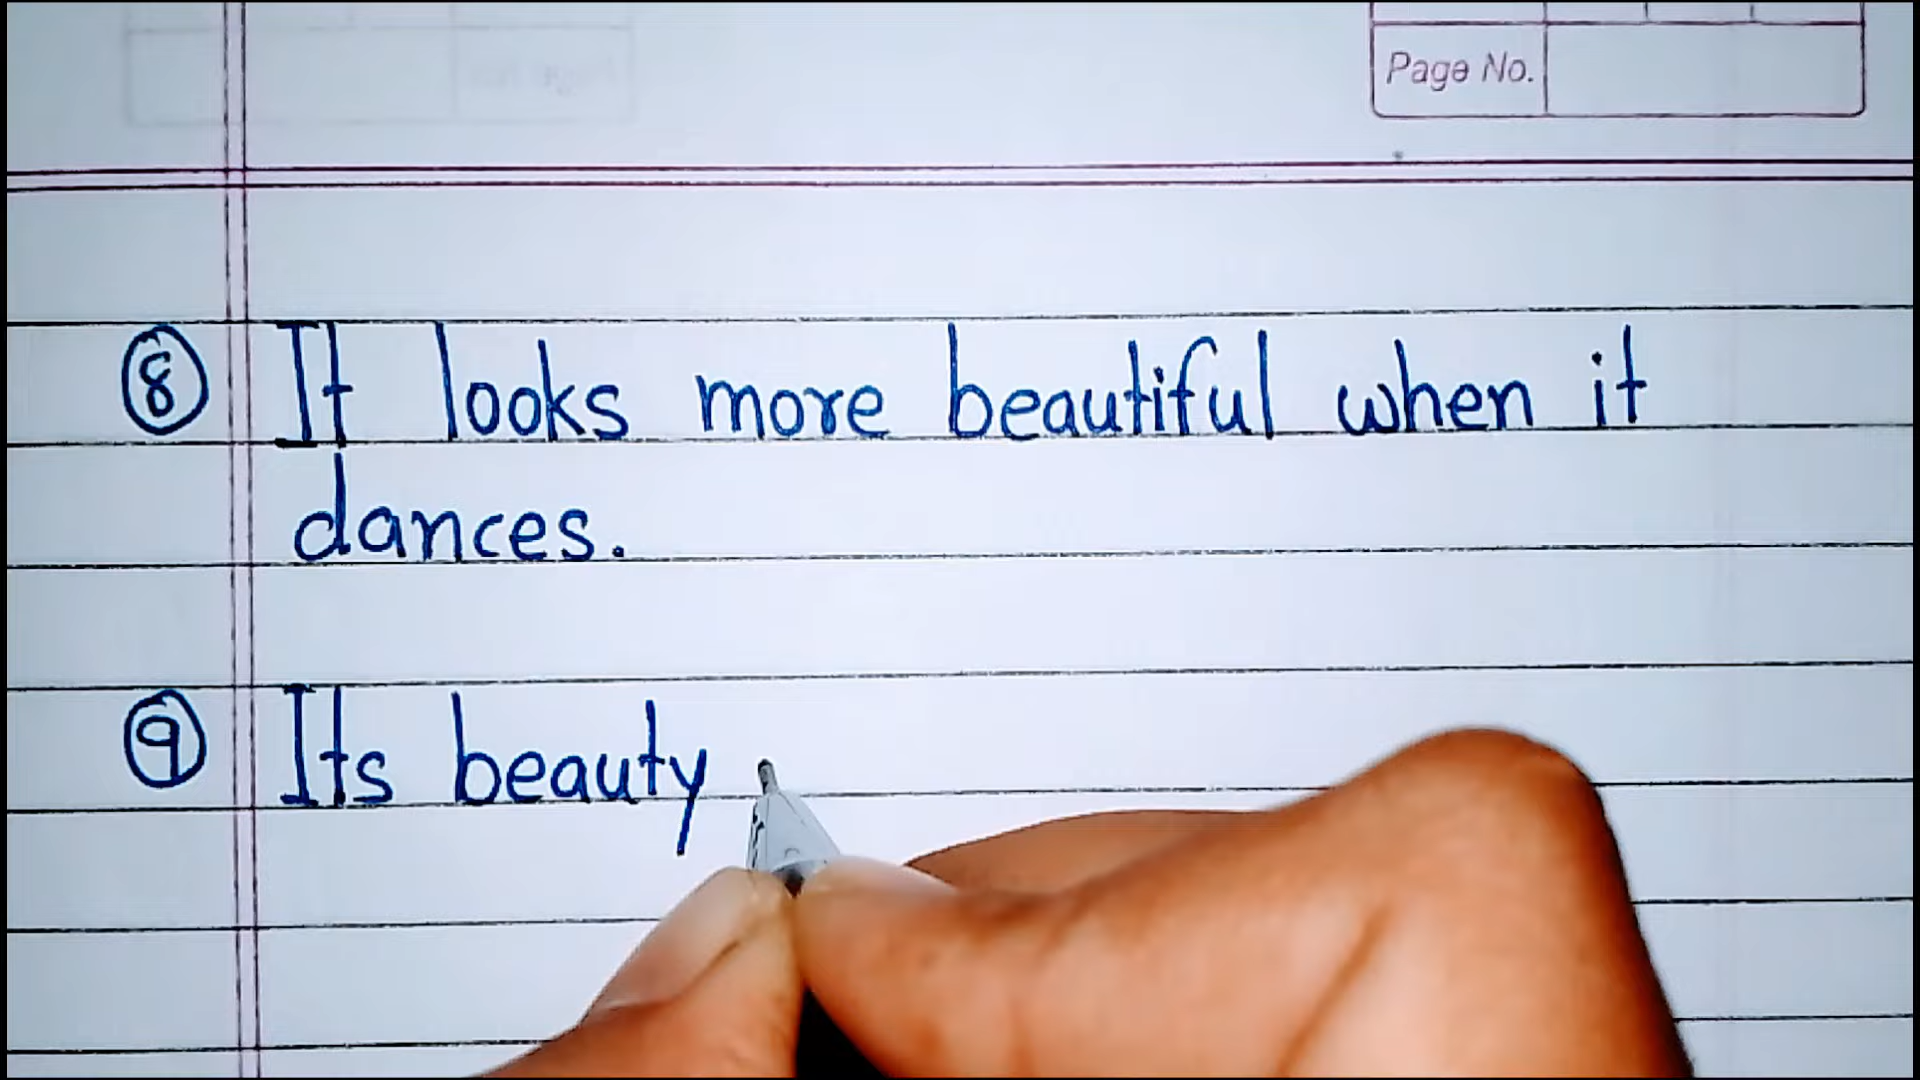 Page No.
⑧ It looks more beautiful when it
dances.
⑨ Its beauty